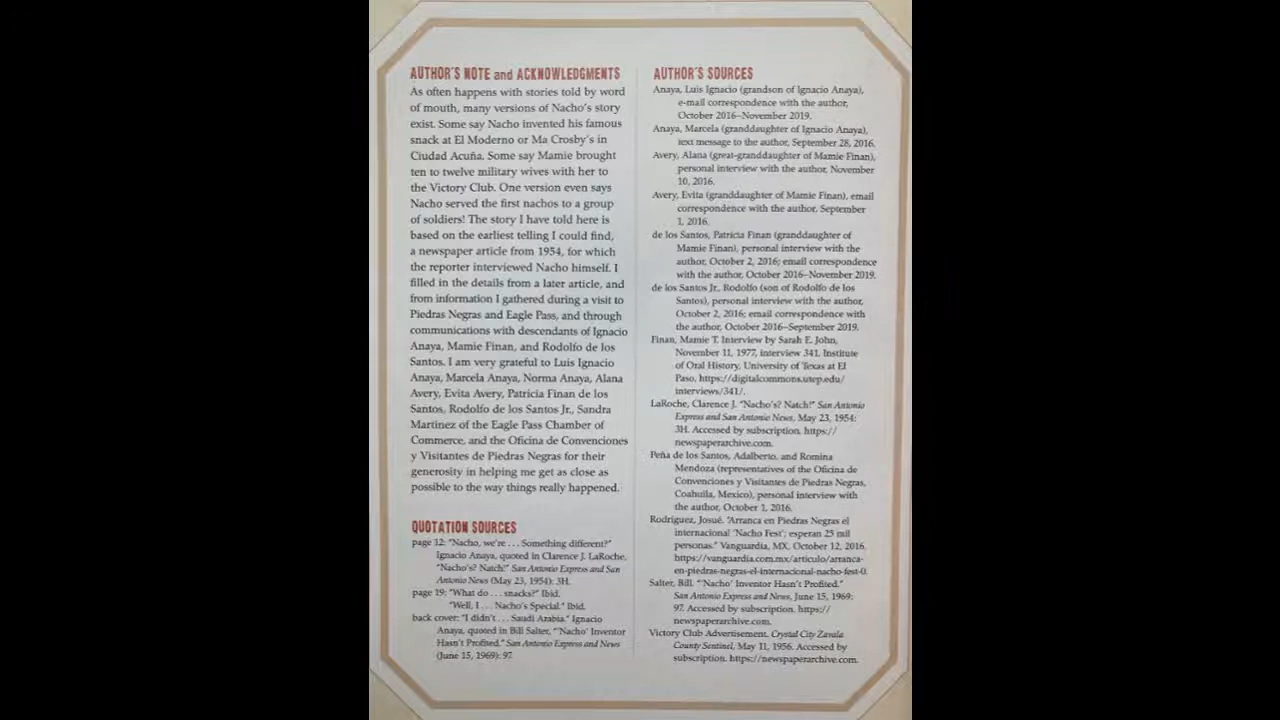 AUTHOR'S NOTE and ACKNOWLEDGMENTS
As often happens with stories told by word
of mouth, many versions of Nacho's story
exist. Some say Nacho invented his famous
snack at El Moderno or Ma Crosby's in
Ciudad Acuña. Some say Mamie brought
ten to twelve military wives with her to
the Victory Club. One version even says
Nacho served the first nachos to a group
of soldiers! The story I have told here is
based on the earliest telling I could find,
a newspaper article from 1954, for which
the reporter interviewed Nacho himself. I
filled in the details from a later article, and
from information I gathered during a visit to
Piedras Negras and Eagle Pass, and through
communications with descendants of Ignacio
Anaya, Mamie Finan, and Rodolfo de los
Santos. I am very grateful to Luis Ignacio
Anaya, Marcela Anaya, Norma Anaya, Alana
Avery, Evita Avery, Patricia Finan de los
Santos, Rodolfo de los Santos Jr., Sandra
Martinez of the Eagle Pass Chamber of
Commerce, and the Oficina de Convenciones
y Visitantes de Piedras Negras for their
generosity in helping me get as close as
possible to the way things really happened.
QUOTATION SOURCES
page 12: "Nacho, we're . . . Something different?"
Ignacio Anaya, quoted in Clarence J. LaRoche,
"Nacho's? Natch!" San Antonio Express and San
Antonio News (May 23, 1954): 3H.
page 19: "What do . . . snacks?" Ibid.
"Well, I . . . Nacho's Special." Ibid.
back cover: "I didn't . . . Saudi Arabia." Ignacio
Anaya, quoted in Bill Salter, "'Nacho' Inventor
Hasn't Profited." San Antonio Express and News
(June 15, 1969): 97.
AUTHOR'S SOURCES
Anaya, Luis Ignacio (grandson of Ignacio Anaya),
e-mail correspondence with the author,
October 2016–November 2019.
Anaya, Marcela (granddaughter of Ignacio Anaya),
text message to the author, September 28, 2016.
Avery, Alana (great-granddaughter of Mamie Finan),
personal interview with the author, November
10, 2016.
Avery, Evita (granddaughter of Mamie Finan), email
correspondence with the author, September
1, 2016.
de los Santos, Patricia Finan (granddaughter of
Mamie Finan), personal interview with the
author, October 2, 2016; email correspondence
with the author, October 2016–November 2019.
de los Santos Jr., Rodolfo (son of Rodolfo de los
Santos), personal interview with the author,
October 2, 2016; email correspondence with
the author, October 2016–September 2019.
Finan, Mamie T. Interview by Sarah E. John,
November 11, 1977, interview 341. Institute
of Oral History, University of Texas at El
Paso. https://digitalcommons.utep.edu/
interviews/341/.
LaRoche, Clarence J. "Nacho's? Natch!" San Antonio
Express and San Antonio News, May 23, 1954:
3H. Accessed by subscription. https://
newspaperarchive.com.
Peña de los Santos, Adalberto, and Romina
Mendoza (representatives of the Oficina de
Convenciones y Visitantes de Piedras Negras,
Coahuila, Mexico), personal interview with
the author, October 1, 2016.
Rodríguez, Josué. "Arranca en Piedras Negras el
internacional 'Nacho Fest'; esperan 25 mil
personas." Vanguardia, MX, October 12, 2016.
https://vanguardia.com.mx/articulo/arranca-
en-piedras-negras-el-internacional-nacho-fest-0.
Salter, Bill. "'Nacho' Inventor Hasn't Profited."
San Antonio Express and News, June 15, 1969:
97. Accessed by subscription. https://
newspaperarchive.com.
Victory Club Advertisement. Crystal City Zavala
County Sentinel, May 11, 1956. Accessed by
subscription. https://newspaperarchive.com.